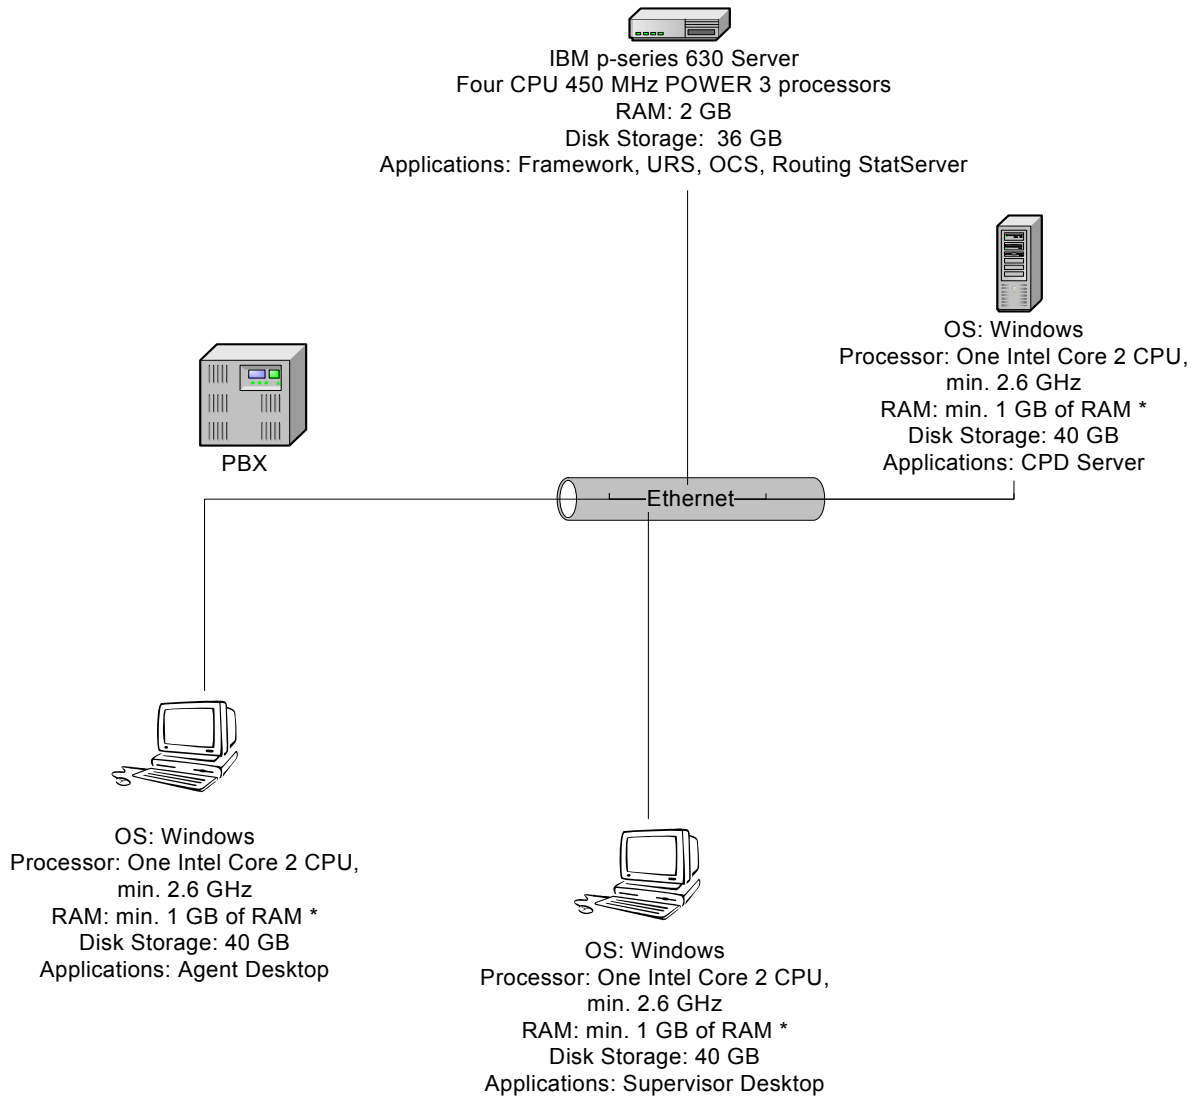 IBM p-series 630 Server
Four CPU 450 MHz POWER 3 processors
RAM: 2 GB
Disk Storage:  36 GB
Applications: Framework, URS, OCS, Routing StatServer
OS: Windows
Processor: One Intel Core 2 CPU,
min. 2.6 GHz
RAM: min. 1 GB of RAM *
Disk Storage: 40 GB
Applications: CPD Server
PBX
Ethernet
OS: Windows
Processor: One Intel Core 2 CPU,
min. 2.6 GHz
RAM: min. 1 GB of RAM *
Disk Storage: 40 GB
Applications: Agent Desktop
OS: Windows
Processor: One Intel Core 2 CPU,
min. 2.6 GHz
RAM: min. 1 GB of RAM *
Disk Storage: 40 GB
Applications: Supervisor Desktop